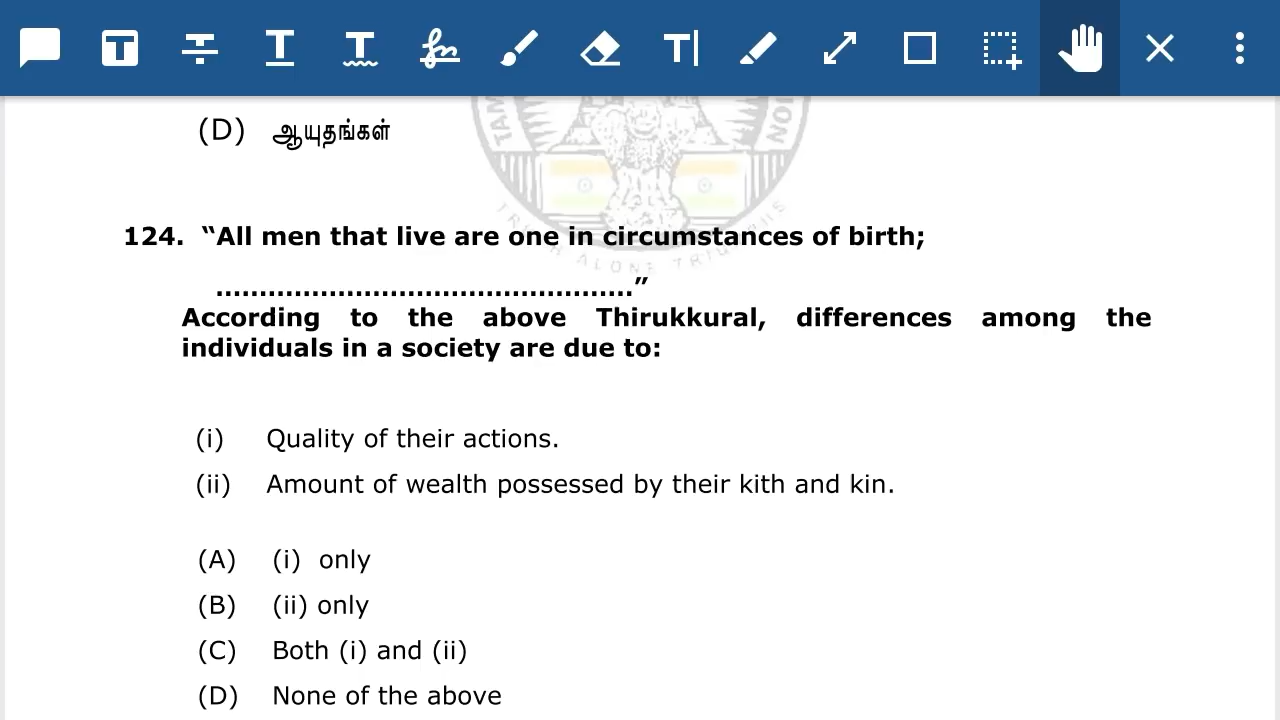 (D) ஆயுதங்கள்
124. “All men that live are one in circumstances of birth;
................................................”
According to the above Thirukkural, differences among the
individuals in a society are due to:
(i) Quality of their actions.
(ii) Amount of wealth possessed by their kith and kin.
(A) (i) only
(B) (ii) only
(C) Both (i) and (ii)
(D) None of the above